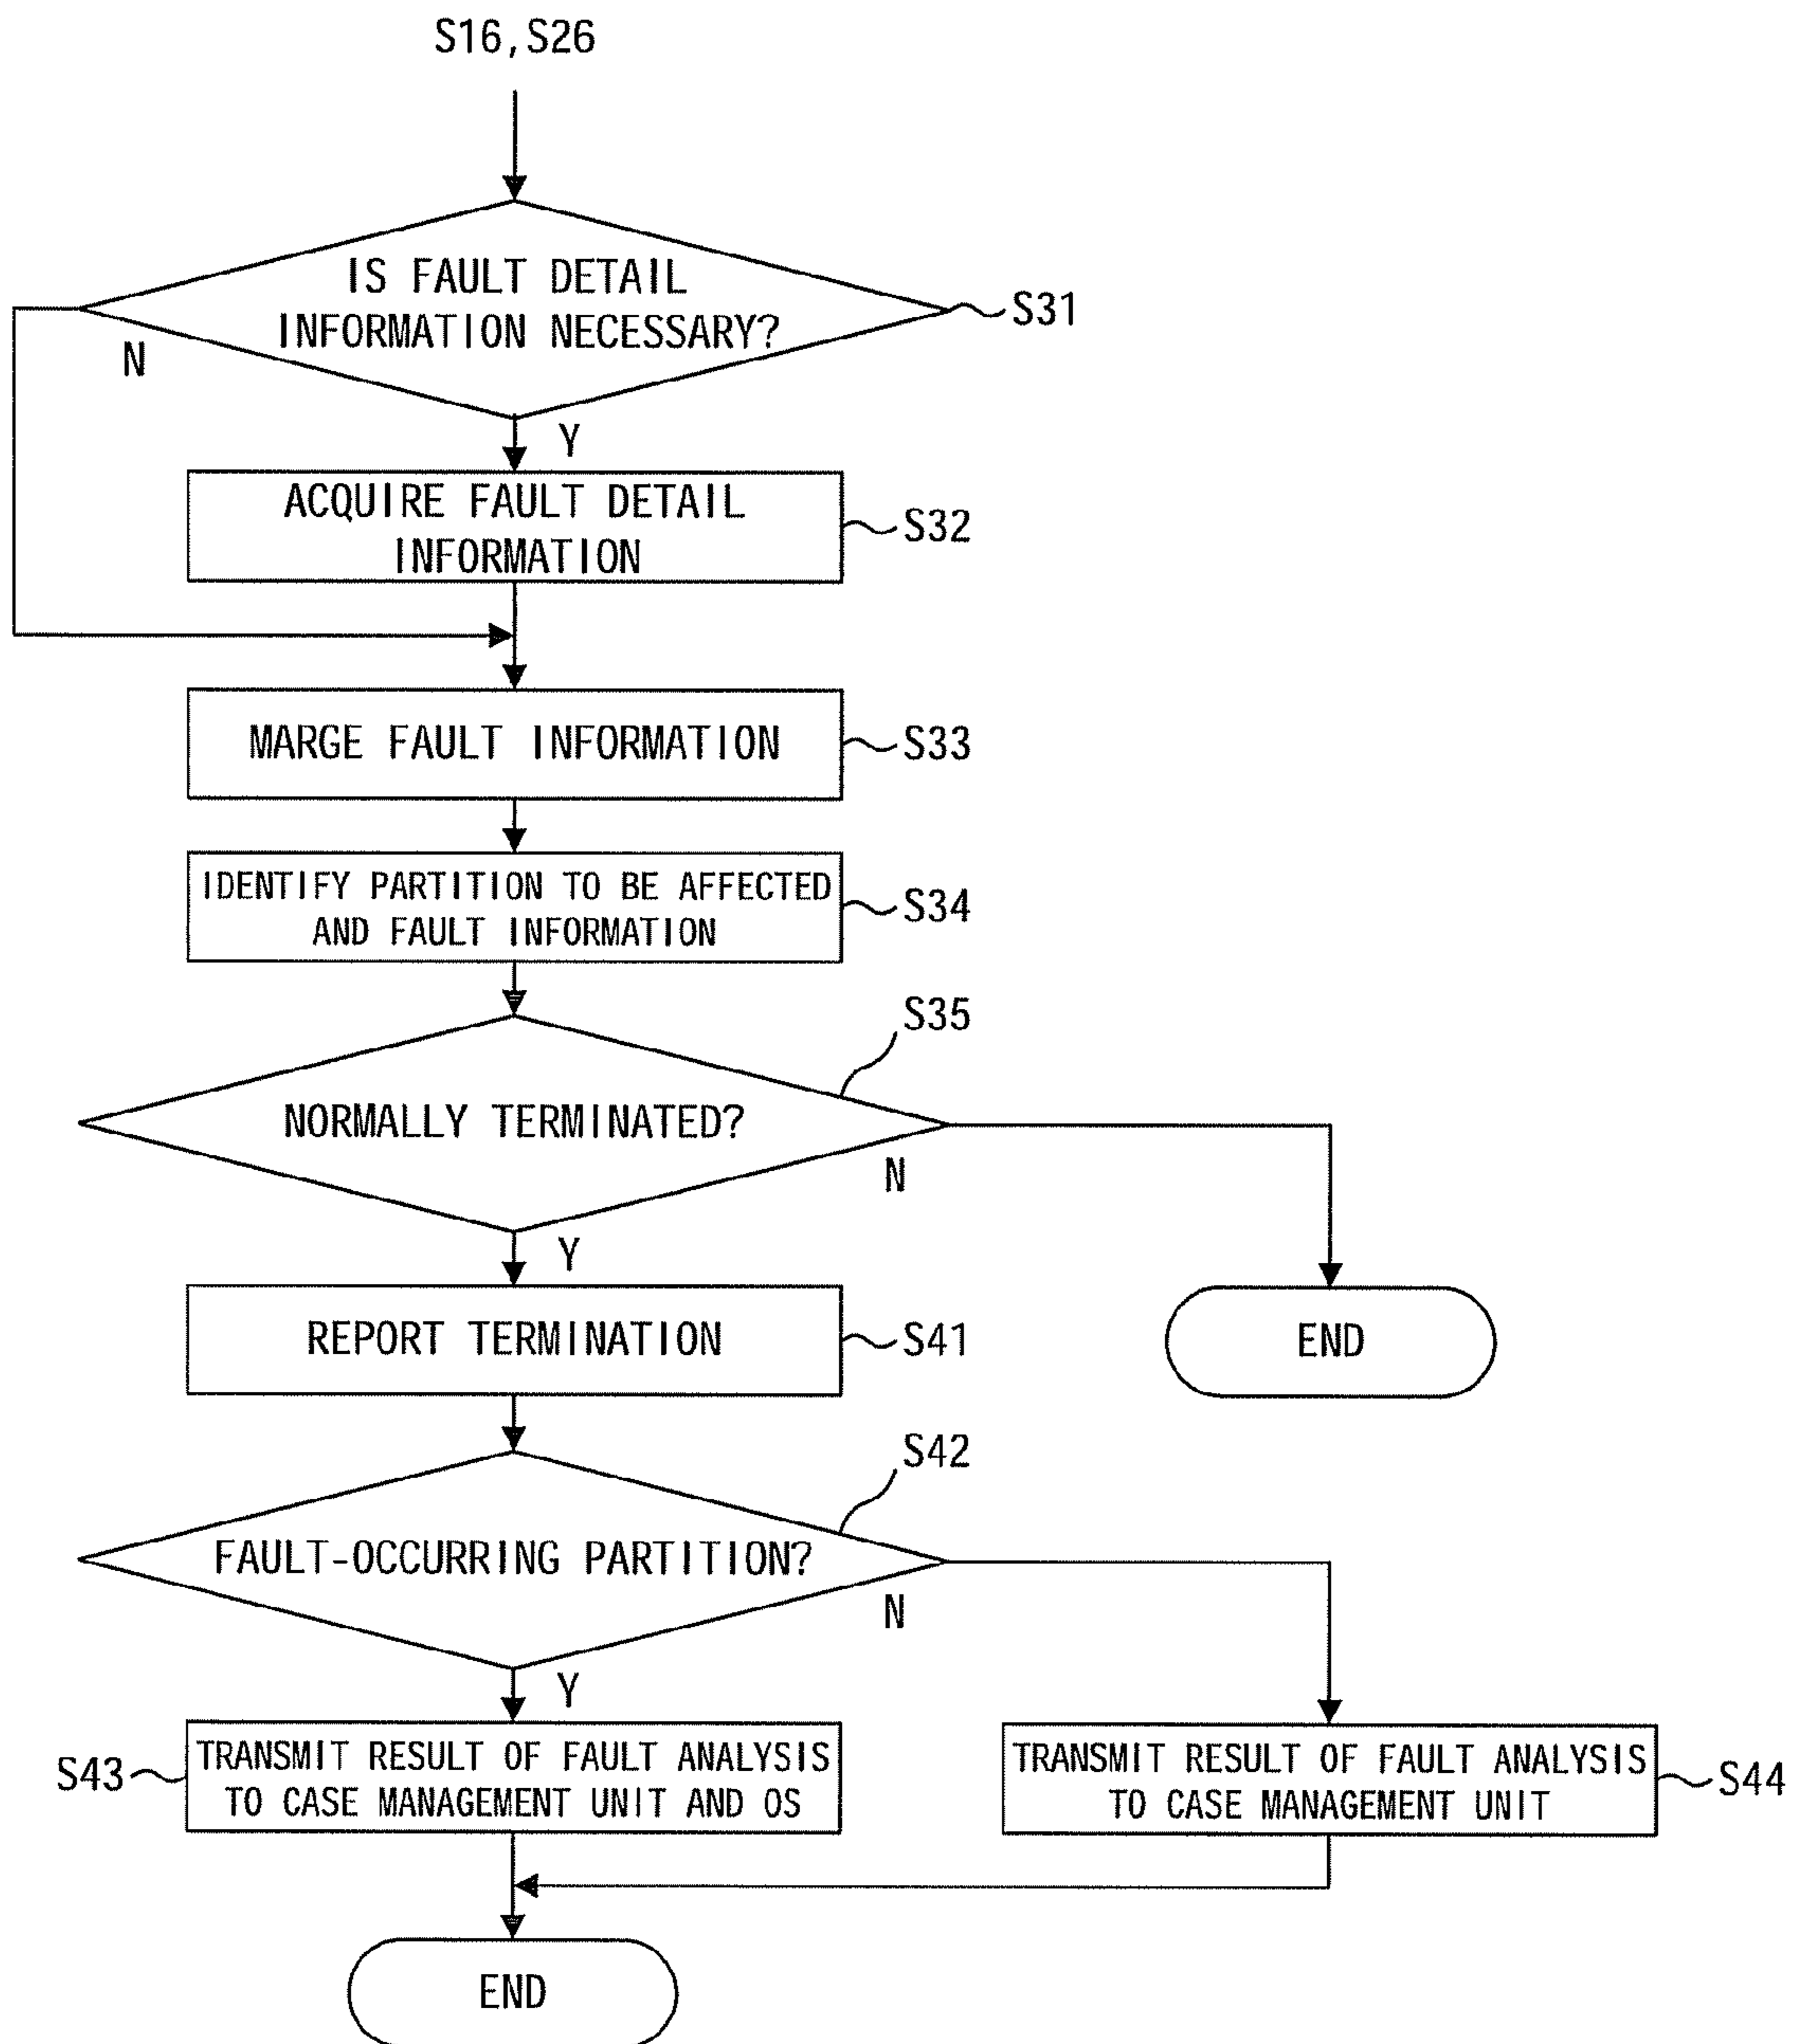 S16,S26
IS FAULT DETAIL
INFORMATION NECESSARY?
S31
N
Y
ACQUIRE FAULT DETAIL
INFORMATION
S32
MARGE FAULT INFORMATION
S33
IDENTIFY PARTITION TO BE AFFECTED
AND FAULT INFORMATION
S34
S35
NORMALLY TERMINATED?
N
Y
REPORT TERMINATION
S41
END
S42
FAULT-OCCURRING PARTITION?
N
Y
S43
TRANSMIT RESULT OF FAULT ANALYSIS
TO CASE MANAGEMENT UNIT AND OS
TRANSMIT RESULT OF FAULT ANALYSIS
TO CASE MANAGEMENT UNIT
S44
END